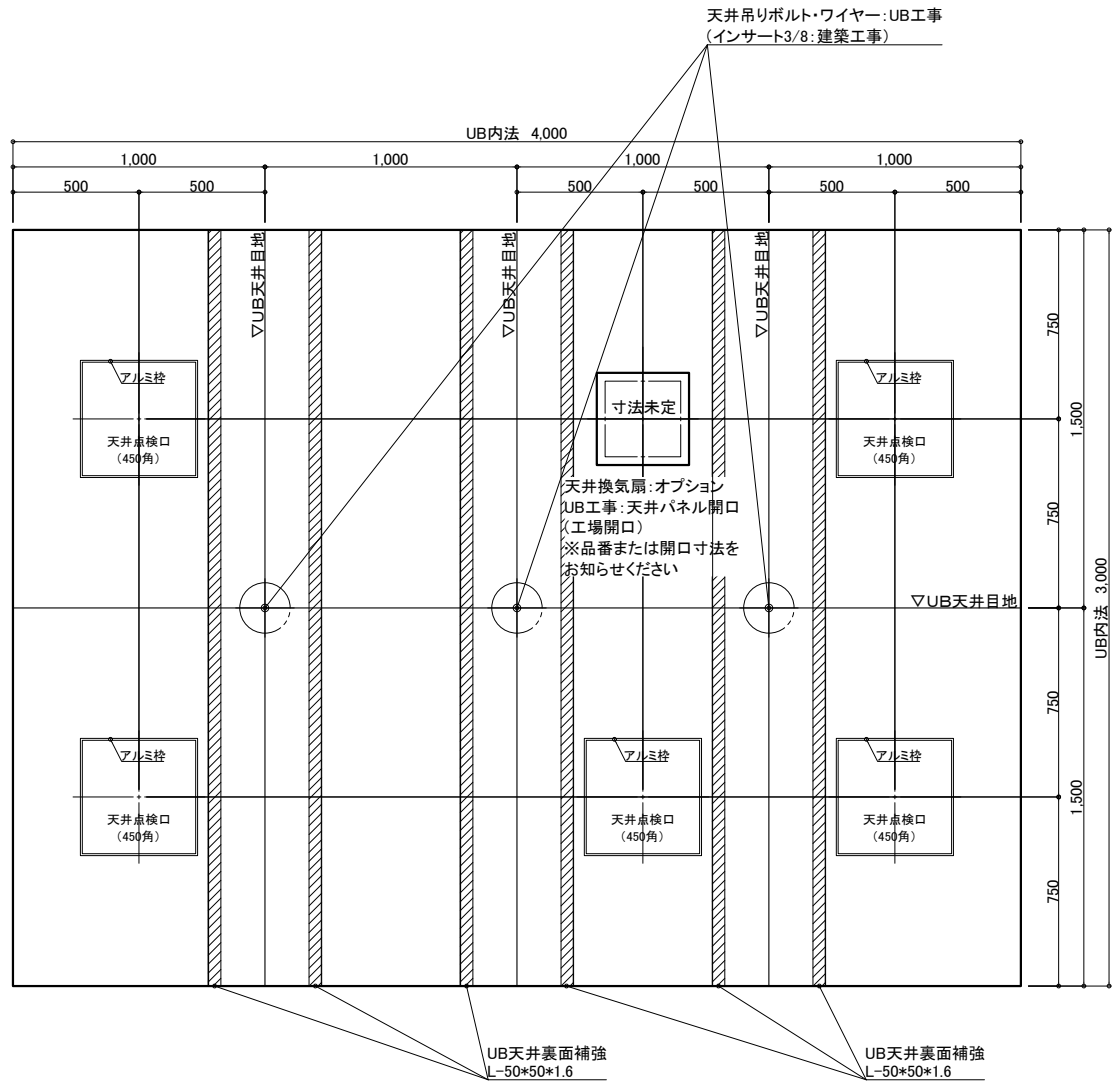 天井吊りボルト・ワイヤー：UB工事
（インサート3/8：建築工事）
UB内法 4,000
1,000
1,000
1,000
1,000
500
500
500
500
500
500
▽UB天井目地
▽UB天井目地
▽UB天井目地
アルミ枠
天井点検口
（450角）
寸法未定
アルミ枠
天井点検口
（450角）
天井換気扇：オプション
UB工事：天井パネル開口
（工場開口）
※品番または開口寸法を
お知らせください
▽UB天井目地
アルミ枠
天井点検口
（450角）
アルミ枠
天井点検口
（450角）
アルミ枠
天井点検口
（450角）
750
750
750
750
1,500
1,500
UB内法 3,000
UB天井裏面補強
L-50*50*1.6
UB天井裏面補強
L-50*50*1.6